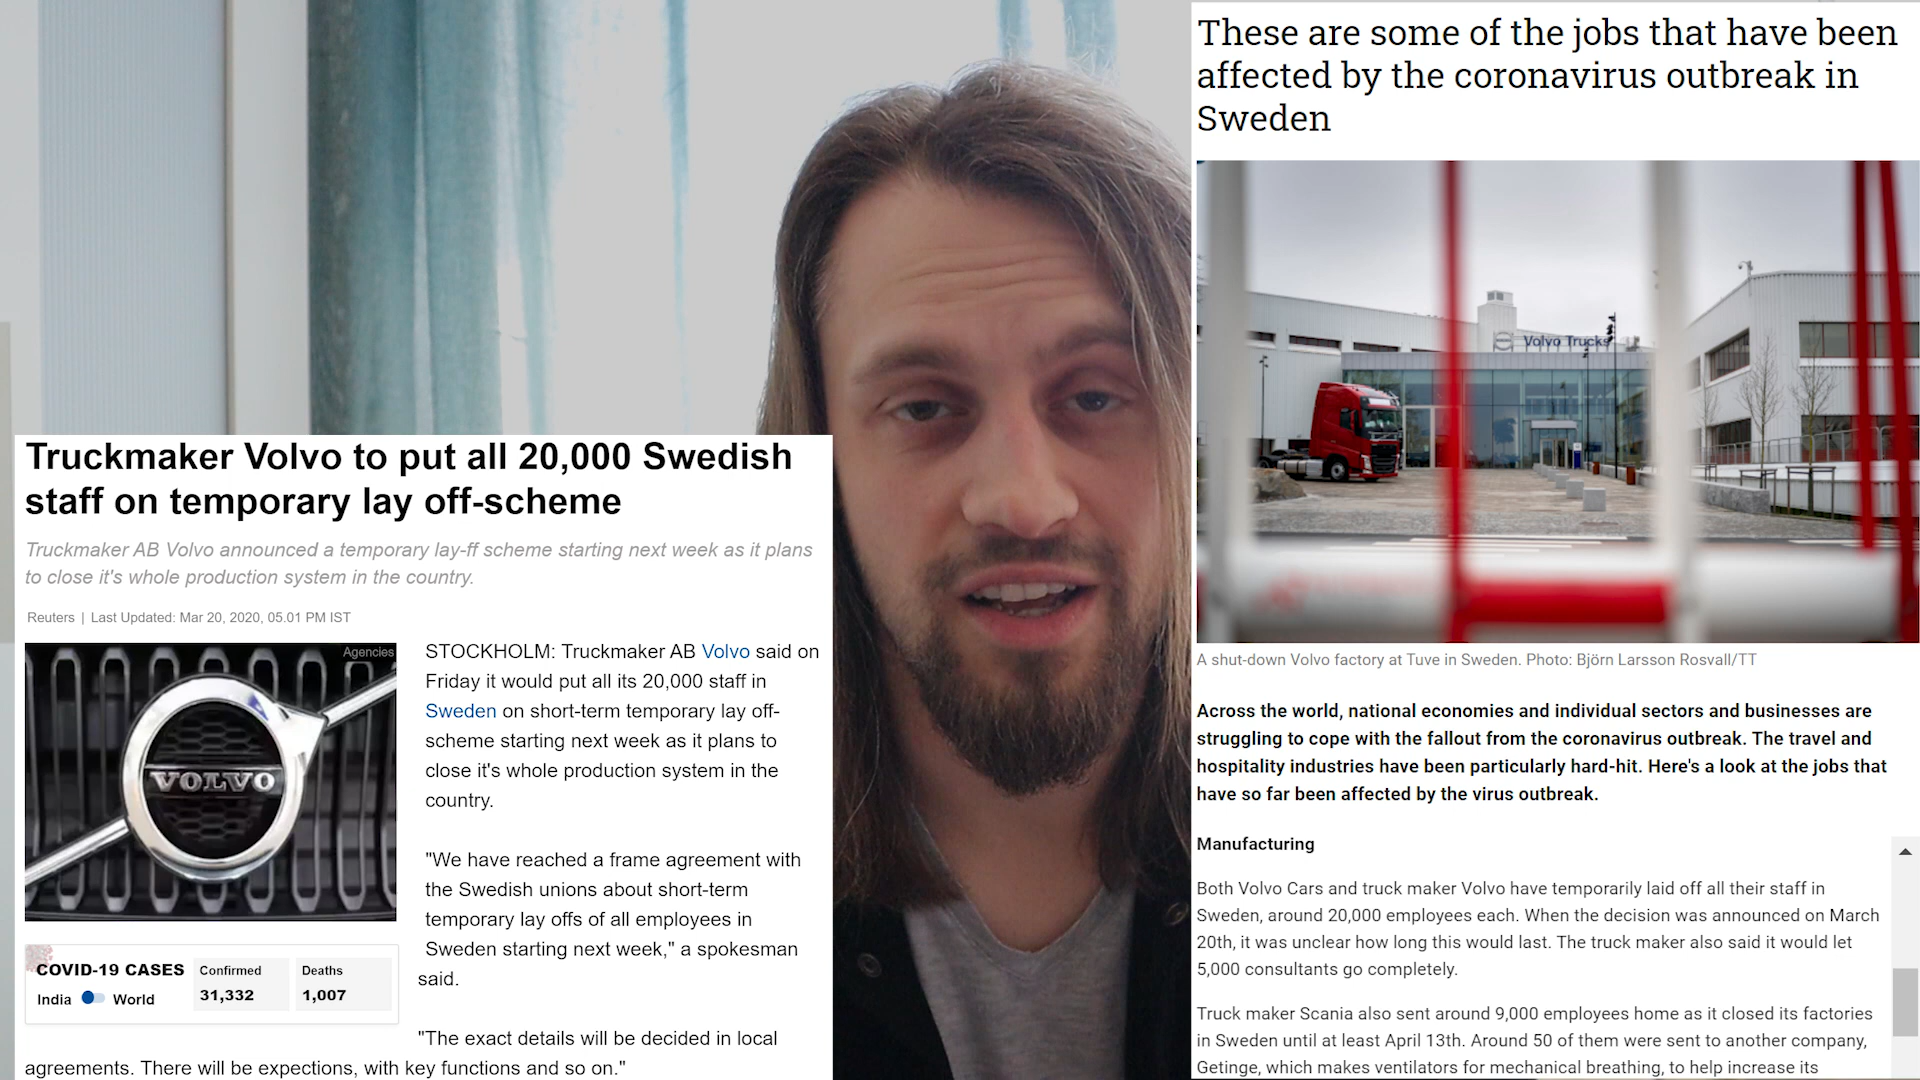 Truckmaker Volvo to put all 20,000 Swedish
staff on temporary lay off-scheme
Truckmaker AB Volvo announced a temporary lay-ff scheme starting next week as it plans
to close it's whole production system in the country.
Reuters | Last Updated: Mar 20, 2020, 05.01 PM IST
Agencies
VOLVO
STOCKHOLM: Truckmaker AB Volvo said on
Friday it would put all its 20,000 staff in
Sweden on short-term temporary lay off-
scheme starting next week as it plans to
close it's whole production system in the
country.
"We have reached a frame agreement with
the Swedish unions about short-term
temporary lay offs of all employees in
Sweden starting next week," a spokesman
said.
COVID-19 CASES
India World
Confirmed
31,332
Deaths
1,007
"The exact details will be decided in local
agreements. There will be expections, with key functions and so on."
These are some of the jobs that have been
affected by the coronavirus outbreak in
Sweden
Volvo Trucks
A shut-down Volvo factory at Tuve in Sweden. Photo: Björn Larsson Rosvall/TT
Across the world, national economies and individual sectors and businesses are
struggling to cope with the fallout from the coronavirus outbreak. The travel and
hospitality industries have been particularly hard-hit. Here's a look at the jobs that
have so far been affected by the virus outbreak.
Manufacturing
Both Volvo Cars and truck maker Volvo have temporarily laid off all their staff in
Sweden, around 20,000 employees each. When the decision was announced on March
20th, it was unclear how long this would last. The truck maker also said it would let
5,000 consultants go completely.
Truck maker Scania also sent around 9,000 employees home as it closed its factories
in Sweden until at least April 13th. Around 50 of them were sent to another company,
Getinge, which makes ventilators for mechanical breathing, to help increase its